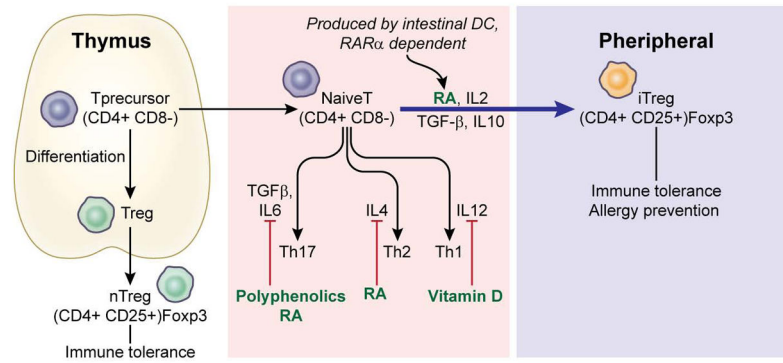 Thymus
Tprecursor
(CD4+ CD8-)
Differentiation
Treg
nTreg
(CD4+ CD25+)Foxp3
Immune tolerance
Produced by intestinal DC,
RARα dependent
NaiveT
(CD4+ CD8-)
RA, IL2
TGF-β, IL10
TGFβ,
IL6
IL4
IL12
Th17
Th2
Th1
Polyphenolics
RA
RA
Vitamin D
Pheripheral
iTreg
(CD4+ CD25+)Foxp3
Immune tolerance
Allergy prevention